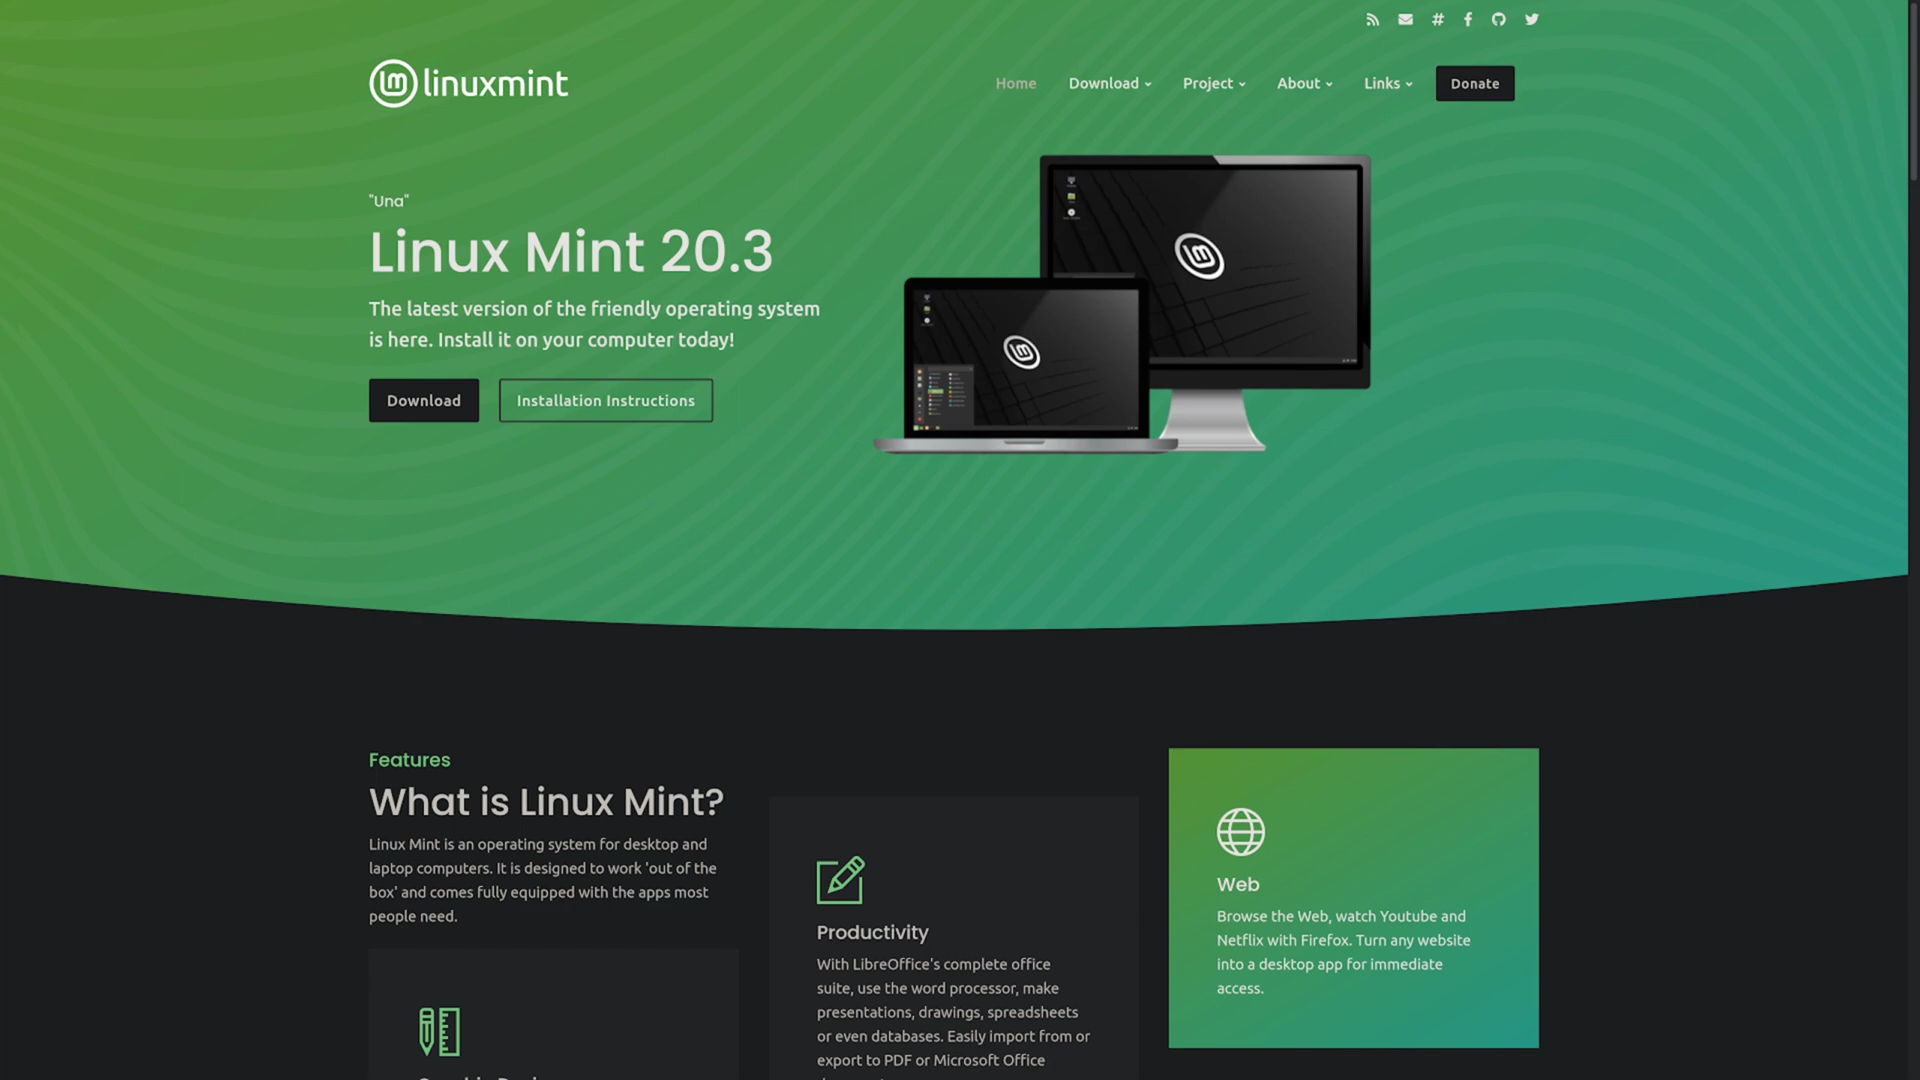 linuxmint
Home
Download
Project
About
Links
Donate
"Una"
Linux Mint 20.3
The latest version of the friendly operating system
is here. Install it on your computer today!
Download
Installation Instructions
Features
What is Linux Mint?
Linux Mint is an operating system for desktop and
laptop computers. It is designed to work 'out of the
box' and comes fully equipped with the apps most
people need.
Productivity
With LibreOffice's complete office
suite, use the word processor, make
presentations, drawings, spreadsheets
or even databases. Easily import from or
export to PDF or Microsoft Office
Web
Browse the Web, watch Youtube and
Netflix with Firefox. Turn any website
into a desktop app for immediate
access.